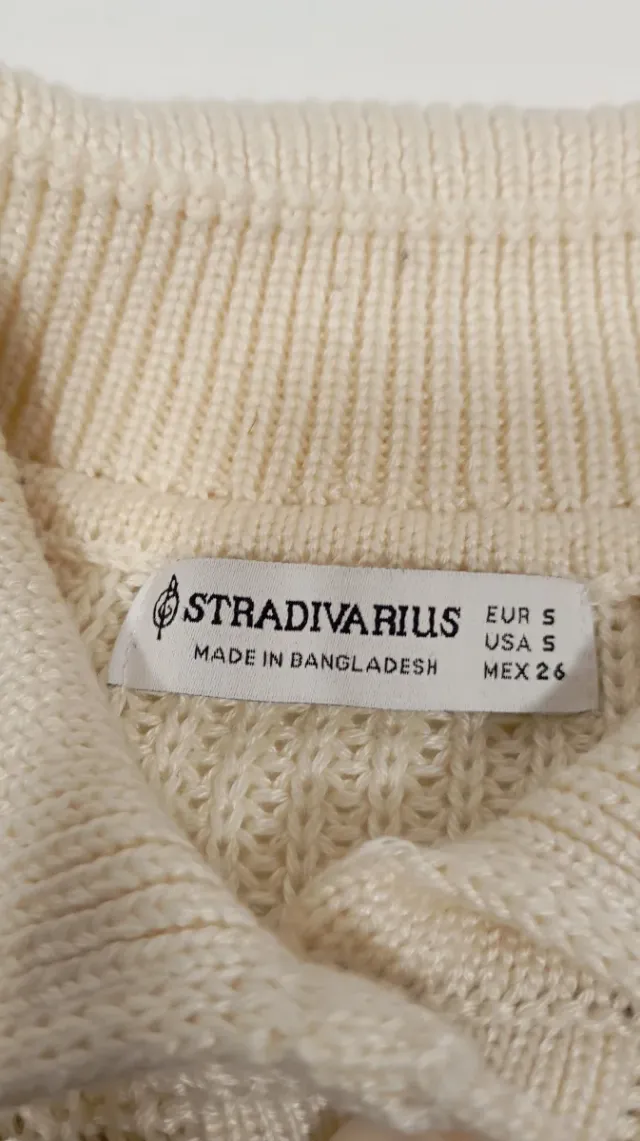 STRADIVARIUS
MADE IN BANGLADESH
EUR S
USA S
MEX 26